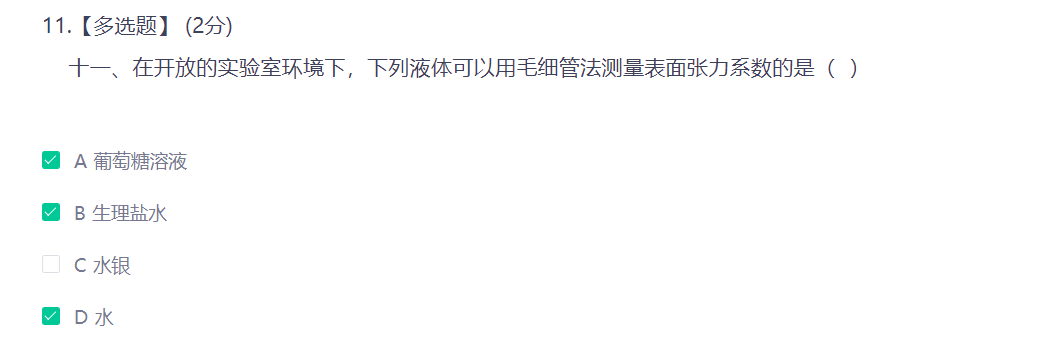 11.【多选题】 (2分)
十一、在开放的实验室环境下，下列液体可以用毛细管法测量表面张力系数的是（  ）
A 葡萄糖溶液
B 生理盐水
C 水银
D 水